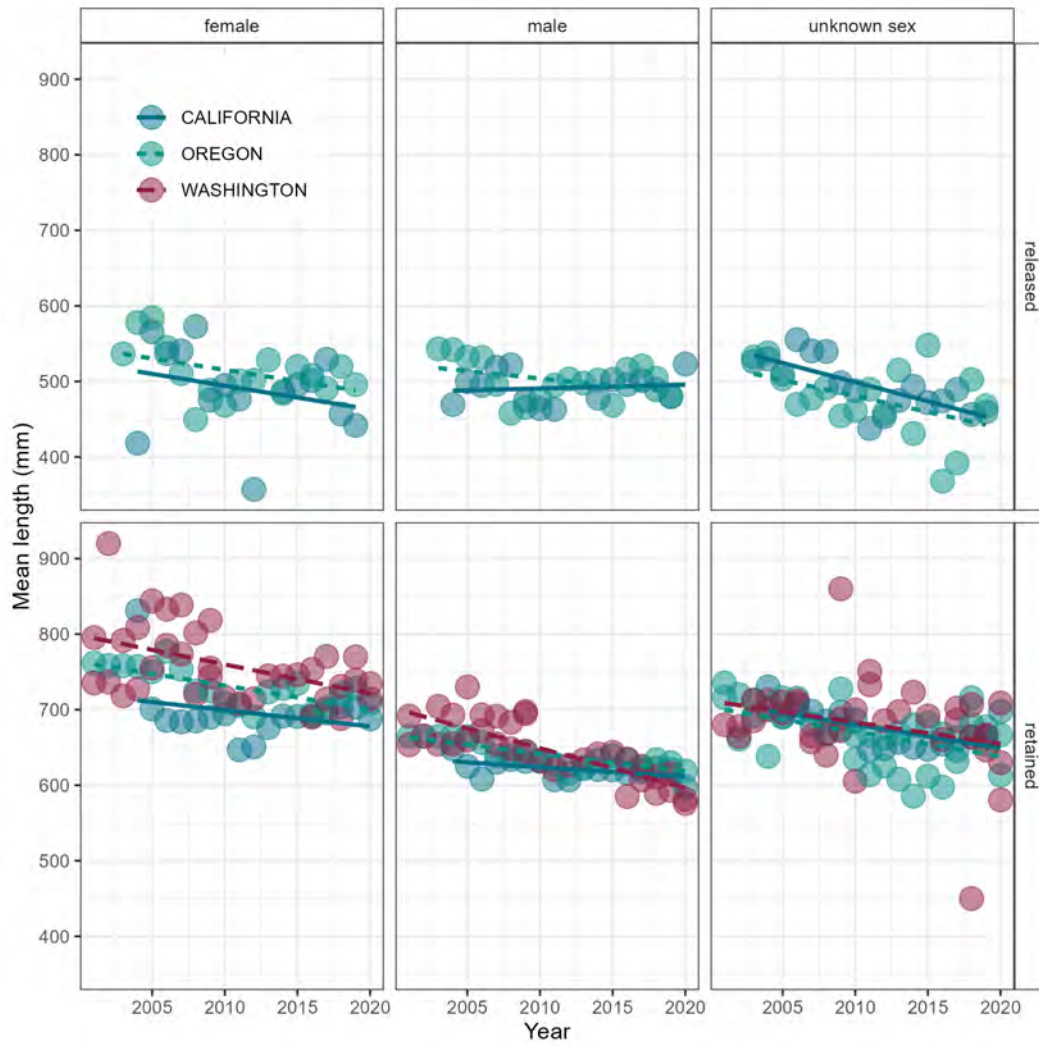 female male unknown sex
900
CALIFORNIA
OREGON
WASHINGTON
800
700
600
500
400
released
Mean length (mm)
900
800
700
600
500
400
retained
2005 2010 2015 2020 2005 2010 2015 2020 2005 2010 2015 2020
Year